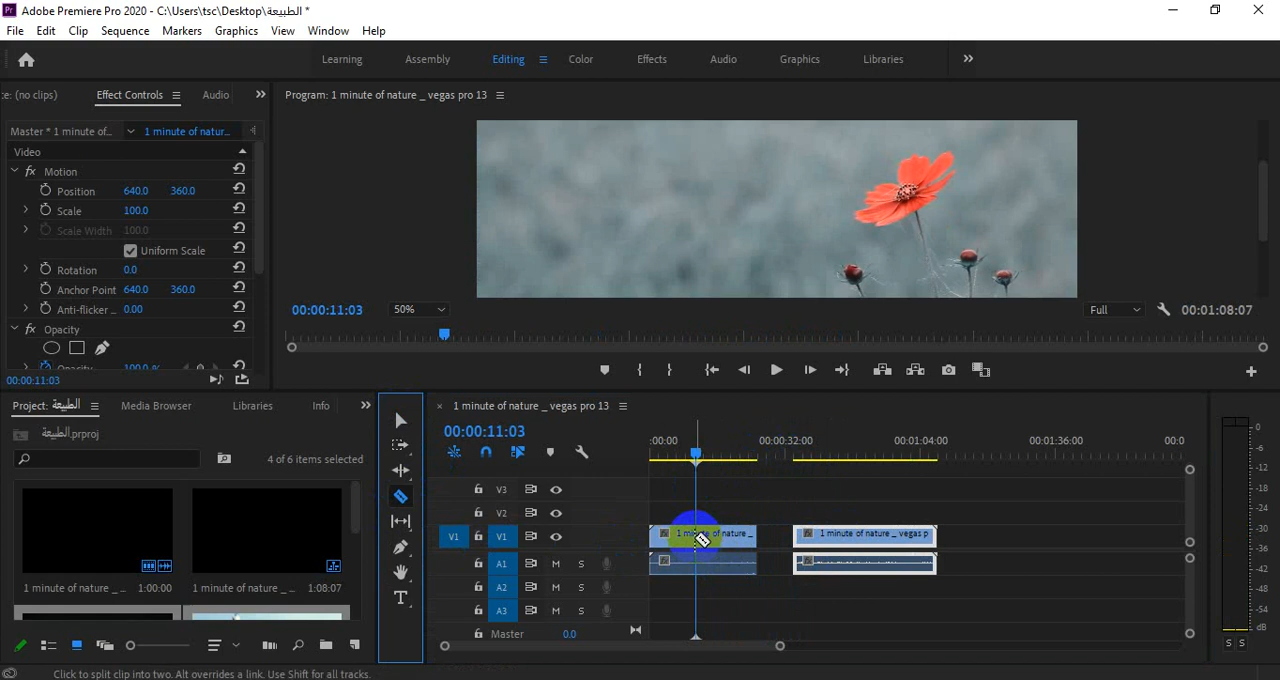 Adobe Premiere Pro 2020 - C:\Users\tsc\Desktop\الطبيعة *
File Edit Clip Sequence Markers Graphics View Window Help
Learning Assembly Editing Color Effects Audio Graphics Libraries
ce: (no clips) Effect Controls Audio
Program: 1 minute of nature _ vegas pro 13
Master * 1 minute of... 1 minute of natur...
Video
fx Motion
Position 640.0 360.0
Scale 100.0
Scale Width 100.0
Uniform Scale
Rotation 0.0
Anchor Point 640.0 360.0
Anti-flicker ... 0.00
fx Opacity
Opacity 100.0 %
00:00:11:03
00:00:11:03 50% Full 00:01:08:07
Project: الطبيعة Media Browser Libraries Info
الطبيعة.prproj
4 of 6 items selected
1 minute of nature _ ... 1:00:00
1 minute of nature _ ... 1:08:07
1 minute of nature _ vegas pro 13
00:00:11:03
:00:00 00:00:32:00 00:01:04:00 00:01:36:00 00:0
V3
V2
V1 V1 1 minute of nature _ 1 minute of nature _ vegas p
A1 M S
A2 M S
A3 M S
Master 0.0
0
-6
-12
-18
-24
-30
-36
-42
-48
-54
dB
S S
Click to split clip into two. Alt overrides a link. Use Shift for all tracks.